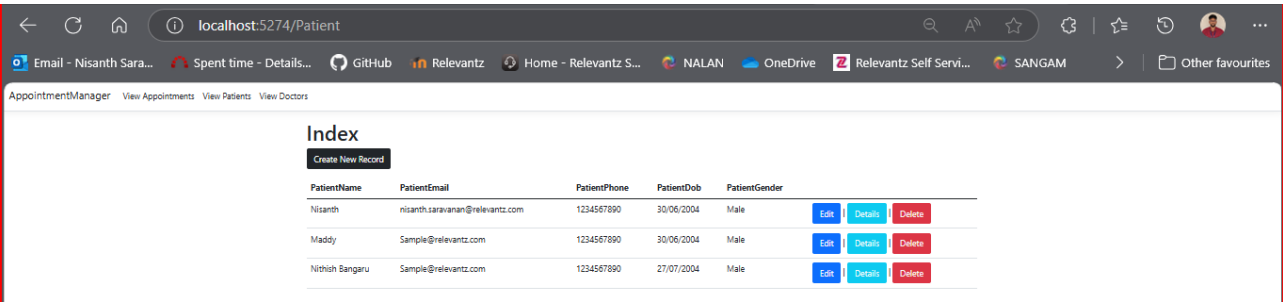 localhost:5274/Patient
Email - Nisanth Sara... Spent time - Details... GitHub Relevantz Home - Relevantz S... NALAN OneDrive Relevantz Self Servi... SANGAM Other favourites
AppointmentManager View Appointments View Patients View Doctors
Index
Create New Record
PatientName PatientEmail PatientPhone PatientDob PatientGender
Nisanth nisanth.saravanan@relevantz.com 1234567890 30/06/2004 Male Edit | Details | Delete
Maddy Sample@relevantz.com 1234567890 30/06/2004 Male Edit | Details | Delete
Nithish Bangaru Sample@relevantz.com 1234567890 27/07/2004 Male Edit | Details | Delete